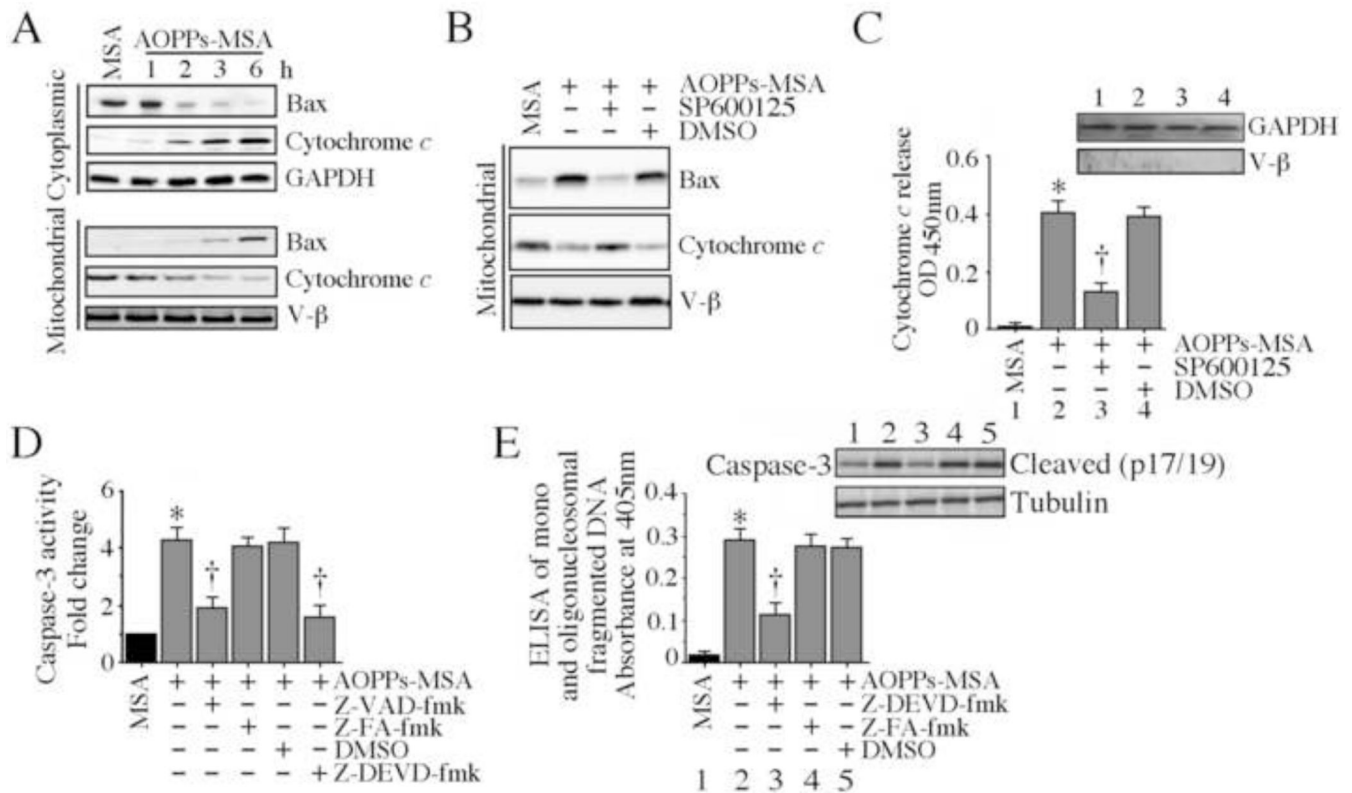 A
MSA
AOPPs-MSA
1 2 3 6 h
Cytoplasmic
Bax
Cytochrome c
GAPDH
Mitochondrial
Bax
Cytochrome c
V-β
B
MSA
+ + + AOPPs-MSA
− + − SP600125
− − + DMSO
Mitochondrial
Bax
Cytochrome c
V-β
C
1 2 3 4
GAPDH
V-β
Cytochrome c release
OD 450nm
0.6
0.4
0.2
0
* †
MSA
+ + + AOPPs-MSA
− + − SP600125
− − + DMSO
1 2 3 4
D
Caspase-3 activity
Fold change
6
4
2
0
* † †
MSA
+ + + + + AOPPs-MSA
− + − − − Z-VAD-fmk
− − + − − Z-FA-fmk
− − − + − DMSO
− − − − + Z-DEVD-fmk
E
1 2 3 4 5
Caspase-3 Cleaved (p17/19)
Tubulin
ELISA of mono
and oligonucleosomal
fragmented DNA
Absorbance at 405nm
0.4
0.3
0.2
0.1
0
* †
MSA
+ + + + AOPPs-MSA
− + − − Z-DEVD-fmk
− − + − Z-FA-fmk
− − − + DMSO
1 2 3 4 5